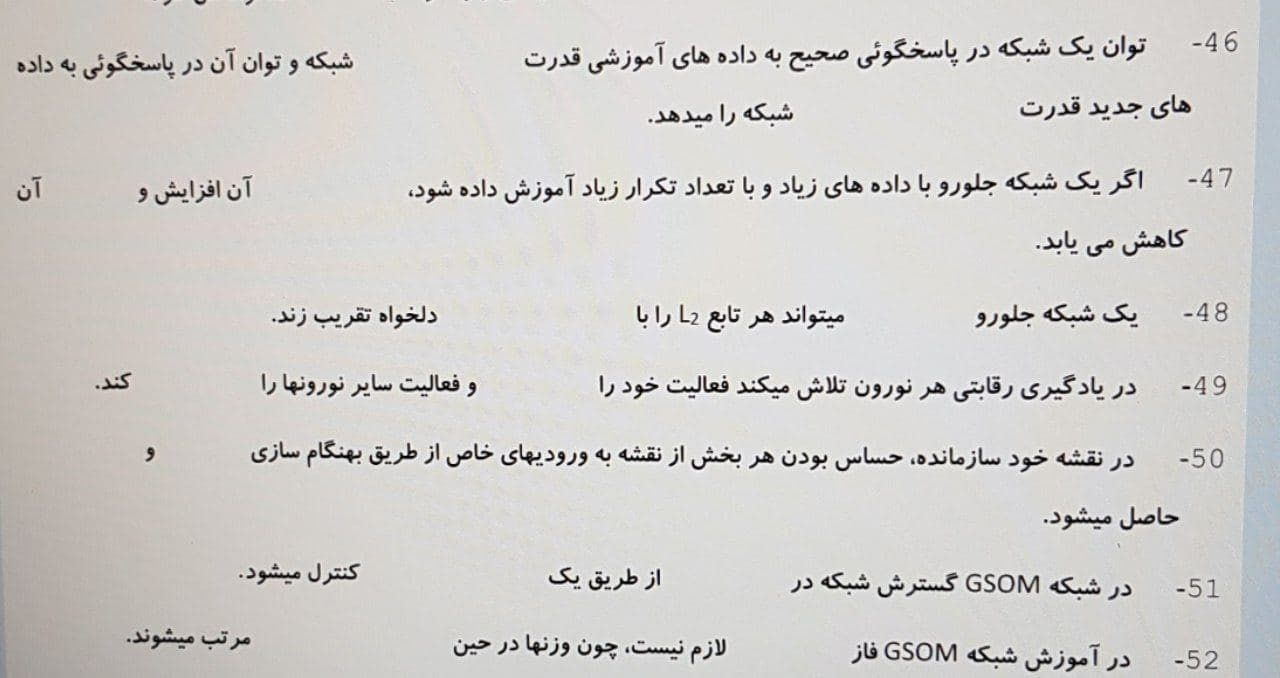 46- توان یک شبکه در پاسخگوئی صحیح به داده های آموزشی قدرت شبکه و توان آن در پاسخگوئی به داده
های جدید قدرت شبکه را میدهد.
47- اگر یک شبکه جلورو با داده های زیاد و با تعداد تکرار زیاد آموزش داده شود، آن افزایش و آن
کاهش می یابد.
48- یک شبکه جلورو میتواند هر تابع L2 را با دلخواه تقریب زند.
49- در یادگیری رقابتی هر نورون تلاش میکند فعالیت خود را و فعالیت سایر نورونها را کند.
50- در نقشه خود سازمانده، حساس بودن هر بخش از نقشه به ورودیهای خاص از طریق بهنگام سازی و
حاصل میشود.
51- در شبکه GSOM گسترش شبکه در از طریق یک کنترل میشود.
52- در آموزش شبکه GSOM فاز لازم نیست، چون وزنها در حین مرتب میشوند.